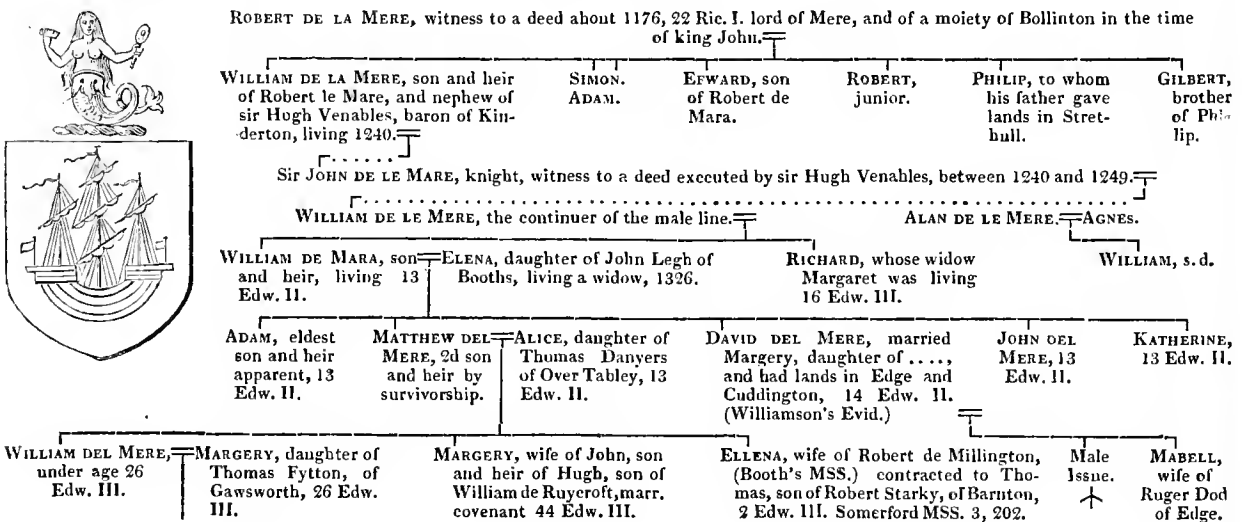 ROBERT DE LA MERE, witness to a deed about 1176, 22 Ric. I. lord of Mere, and of a moiety of Bollinton in the time
of king John.
WILLIAM DE LA MERE, son and heir
of Robert le Mare, and nephew of
sir Hugh Venables, baron of Kin-
derton, living 1240.
SIMON.
ADAM.
EFWARD, son
of Robert de
Mara.
ROBERT,
junior.
PHILIP, to whom
his father gave
lands in Stret-
hull.
GILBERT,
brother
of Phi-
lip.
Sir JOHN DE LE MARE, knight, witness to a deed executed by sir Hugh Venables, between 1240 and 1249.
WILLIAM DE LE MERE, the continuer of the male line.
ALAN DE LE MERE.
AGNES.
WILLIAM DE MARA, son
and heir, living 13
Edw. II.
ELENA, daughter of John Legh of
Booths, living a widow, 1326.
RICHARD, whose widow
Margaret was living
16 Edw. III.
WILLIAM, s. d.
ADAM, eldest
son and heir
apparent, 13
Edw. II.
MATTHEW DEL
MERE, 2d son
and heir by
survivorship.
ALICE, daughter of
Thomas Danyers
of Over Tabley, 13
Edw. II.
DAVID DEL MERE, married
Margery, daughter of ....,
and had lands in Edge and
Cuddington, 14 Edw. II.
(Williamson's Evid.)
JOHN DEL
MERE, 13
Edw. II.
KATHERINE,
13 Edw. II.
WILLIAM DEL MERE,
under age 26
Edw. III.
MARGERY, daughter of
Thomas Fytton, of
Gawsworth, 26 Edw.
III.
MARGERY, wife of John, son
and heir of Hugh, son of
William de Ruycroft, marr.
covenant 44 Edw. III.
ELLENA, wife of Robert de Millington,
(Booth's MSS.) contracted to Tho-
mas, son of Robert Starky, of Barnton,
2 Edw. III. Somerford MSS. 3, 202.
Male
Issue.
MABELL,
wife of
Ruger Dod
of Edge.